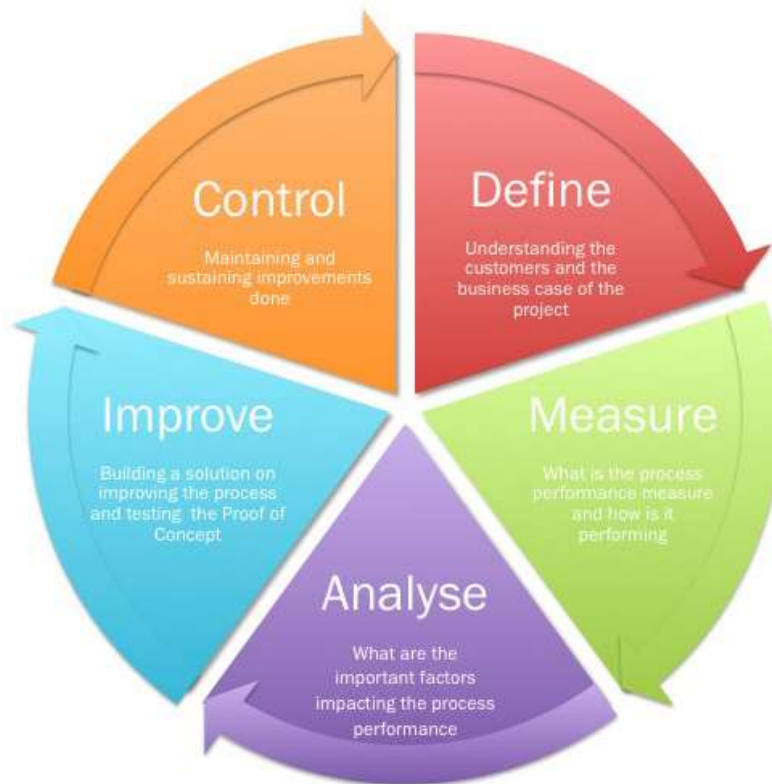 Define
Understanding the
customers and the
business case of the
project
Measure
What is the process
performance measure
and how is it
performing
Analyse
What are the
important factors
impacting the process
performance
Improve
Building a solution on
improving the process
and testing the Proof of
Concept
Control
Maintaining and
sustaining improvements
done